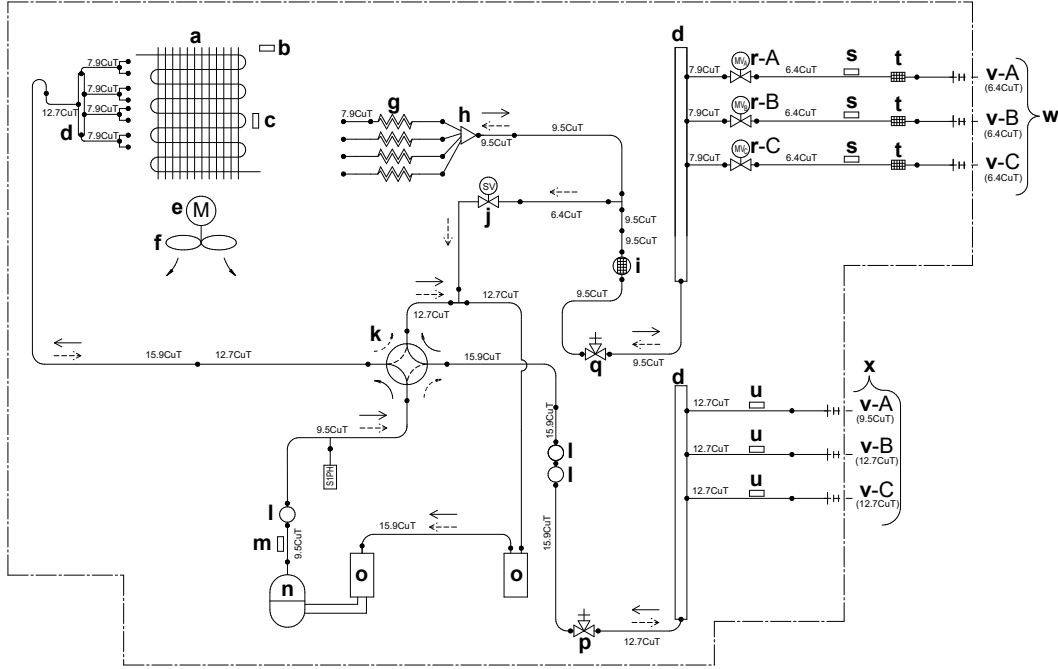 a
b
d
r-A
s
t
7.9CuT
MVA
7.9CuT
6.4CuT
v-A
(6.4CuT)
7.9CuT
12.7CuT
7.9CuT
g
h
r-B
s
t
w
7.9CuT
MVB
6.4CuT
v-B
(6.4CuT)
d
7.9CuT
c
7.9CuT
9.5CuT
9.5CuT
r-C
s
t
7.9CuT
MVC
6.4CuT
v-C
(6.4CuT)
SV
e
M
j
6.4CuT
9.5CuT
f
9.5CuT
i
12.7CuT
9.5CuT
12.7CuT
k
15.9CuT
12.7CuT
15.9CuT
q
9.5CuT
d
x
u
12.7CuT
v-A
(9.5CuT)
15.9CuT
9.5CuT
u
12.7CuT
v-B
(12.7CuT)
l
l
S1PH
u
12.7CuT
v-C
(12.7CuT)
l
15.9CuT
15.9CuT
m
9.5CuT
n
o
o
p
12.7CuT